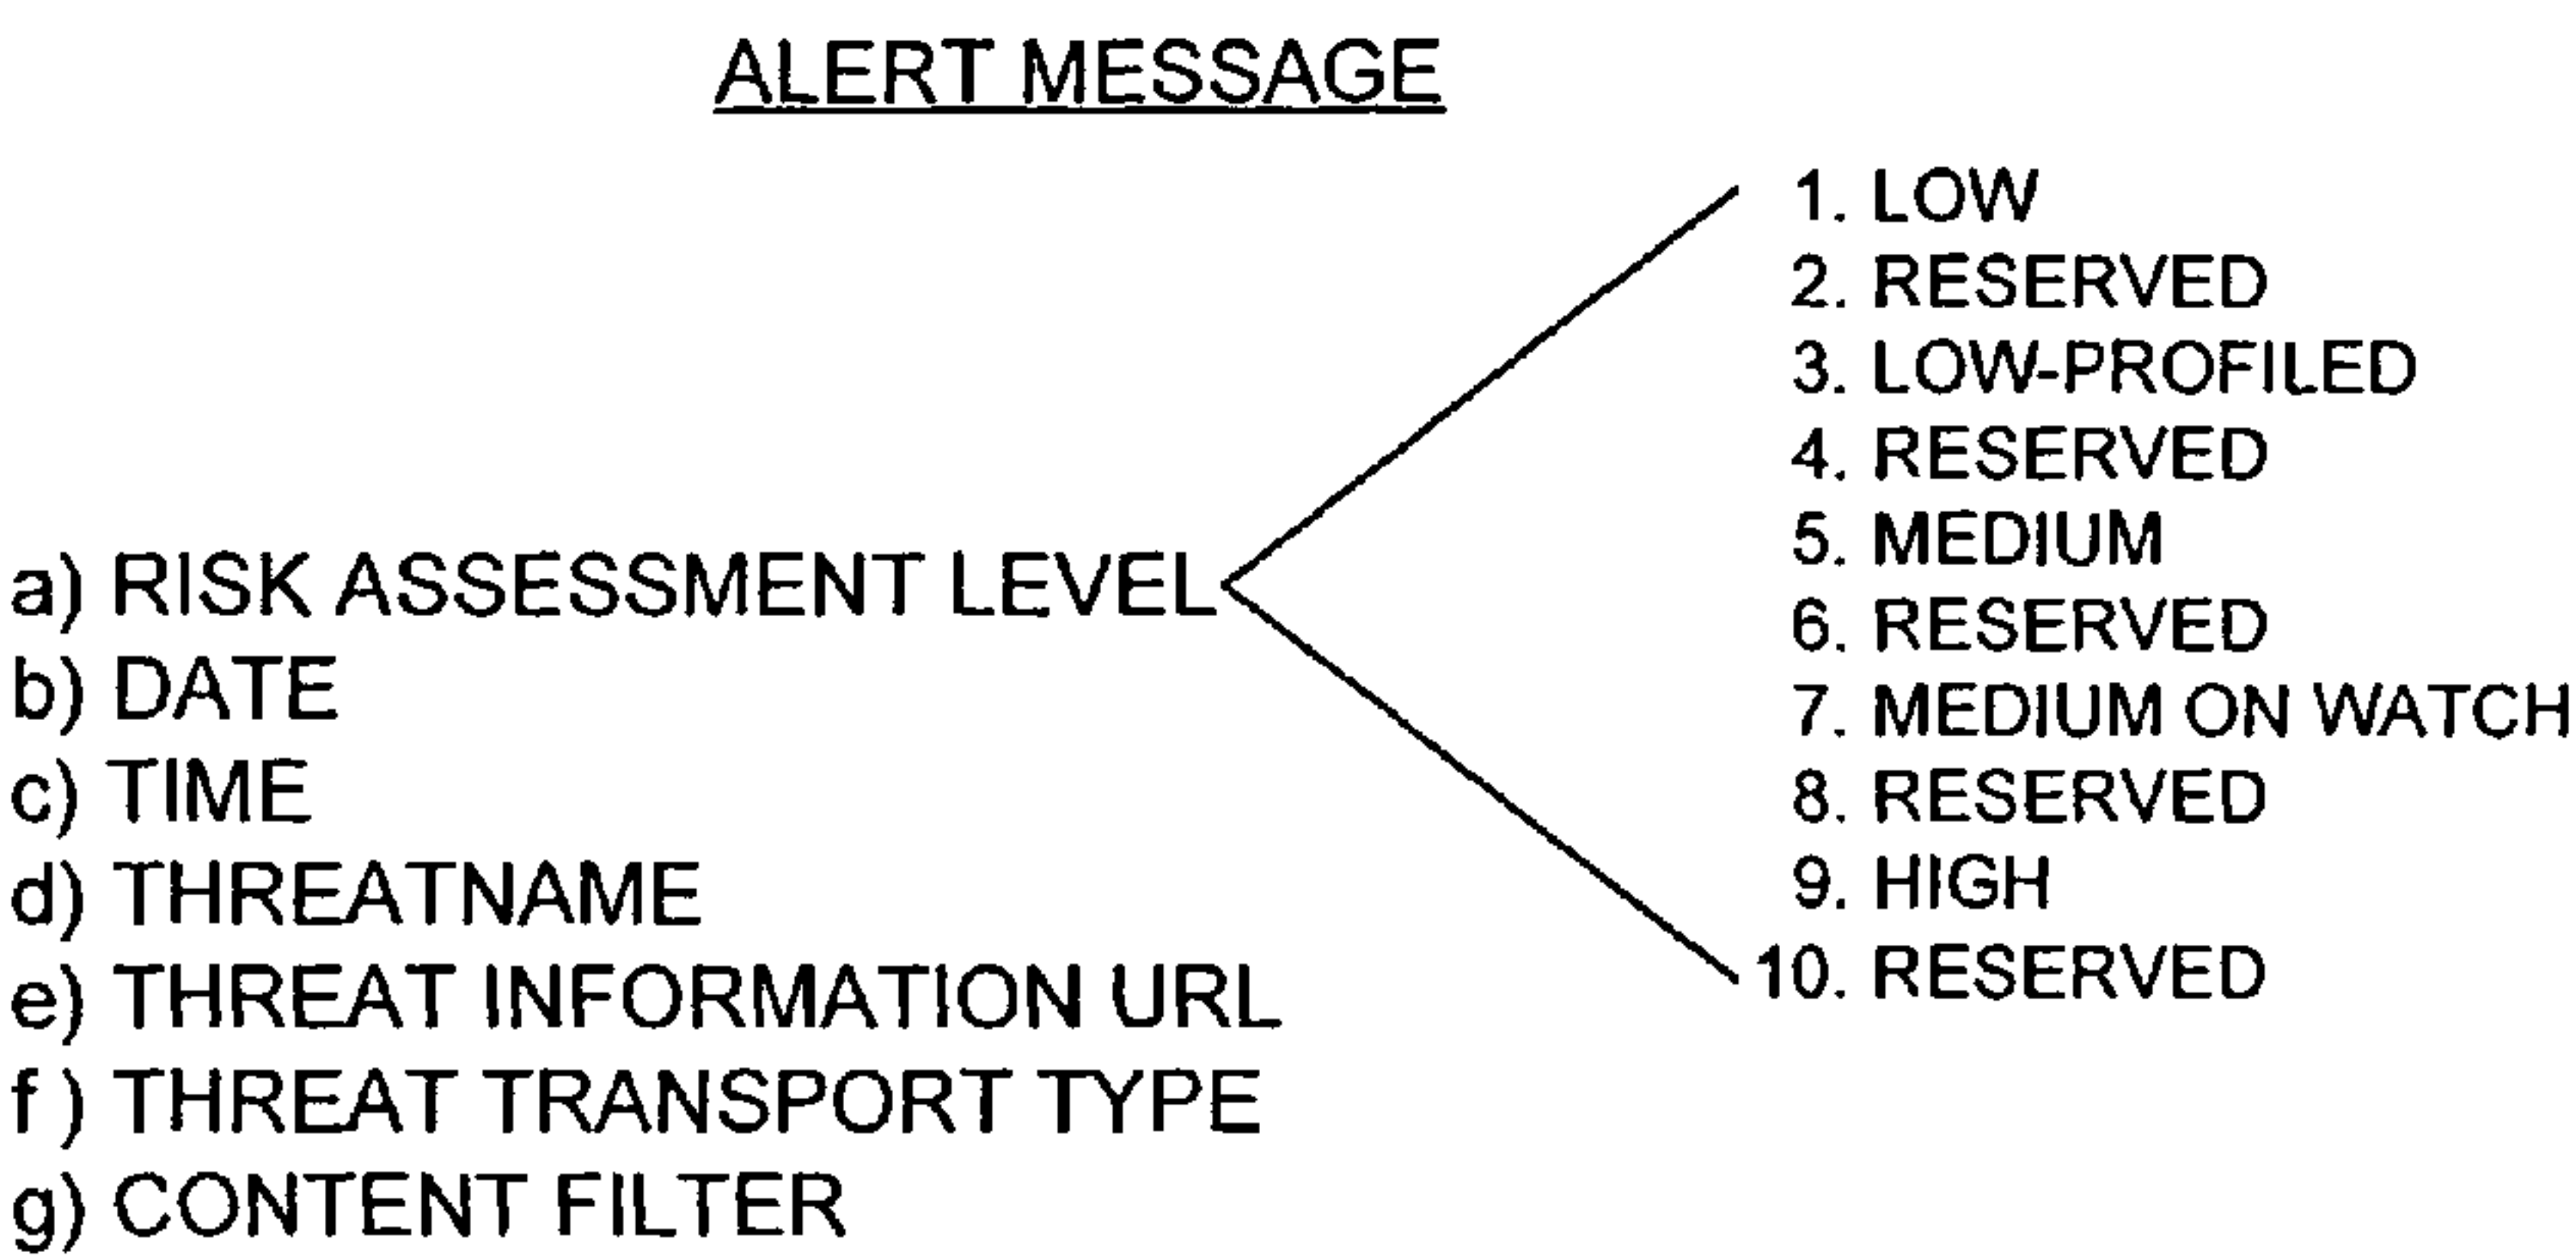 ALERT MESSAGE
a) RISK ASSESSMENT LEVEL
b) DATE
c) TIME
d) THREATNAME
e) THREAT INFORMATION URL
f ) THREAT TRANSPORT TYPE
g) CONTENT FILTER
1. LOW
2. RESERVED
3. LOW-PROFILED
4. RESERVED
5. MEDIUM
6. RESERVED
7. MEDIUM ON WATCH
8. RESERVED
9. HIGH
10. RESERVED